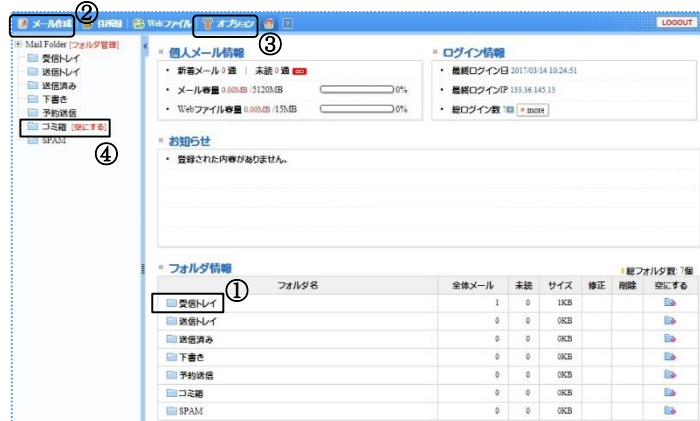 ② メール作成 住所録 Webファイル オプション ? LOGOUT
③
Mail Folder [フォルダ管理]
受信トレイ
送信トレイ
送信済み
下書き
予約送信
ゴミ箱 [空にする]
SPAM
④
個人メール情報
・ 新着メール 0 通 | 未読 0 通 GO
・ メール容量 0.00MB /5120MB 0%
・ Webファイル容量 0.00MB /15MB 0%
ログイン情報
・ 最終ログイン日 2017/03/14 10:24:51
・ 最終ログインIP 133.36.145.13
・ 総ログイン数 more
お知らせ
・ 登録された内容がありません。
フォルダ情報 総フォルダ数: 7個
①
フォルダ名 全体メール 未読 サイズ 修正 削除 空にする
受信トレイ 1 0 1KB
送信トレイ 0 0 0KB
送信済み 0 0 0KB
下書き 0 0 0KB
予約送信 0 0 0KB
ゴミ箱 0 0 0KB
SPAM 0 0 0KB